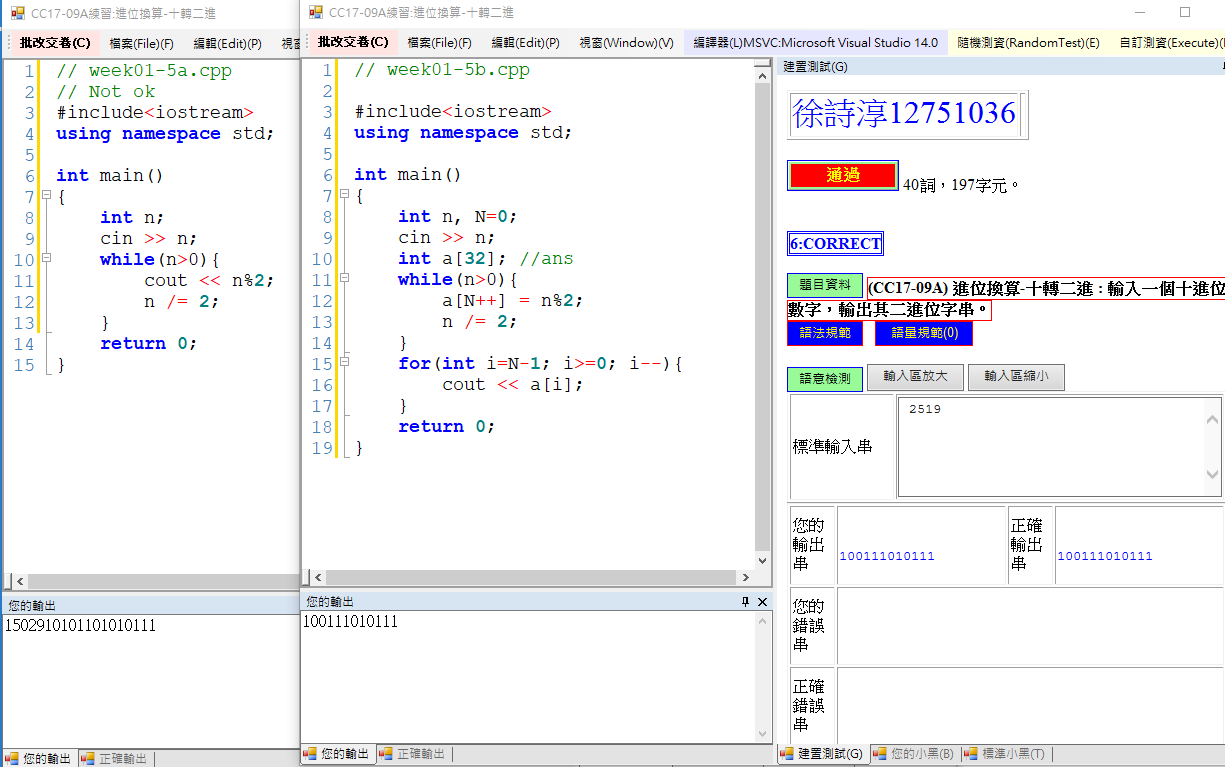 CC17-09A練習:進位換算-十轉二進
批改交卷(C) 檔案(File)(F) 編輯(Edit)(P) 視窗
1 // week01-5a.cpp
2 // Not ok
3 #include<iostream>
4 using namespace std;
5
6 int main()
7 {
8 int n;
9 cin >> n;
10 while(n>0){
11 cout << n%2;
12 n /= 2;
13 }
14 return 0;
15 }
您的輸出
1502910101101010111
您的輸出 正確輸出
CC17-09A練習:進位換算-十轉二進
批改交卷(C) 檔案(File)(F) 編輯(Edit)(P) 視窗(Window)(V) 編譯器(L)MSVC:Microsoft Visual Studio 14.0 隨機測資(RandomTest)(E) 自訂測資(Execute)(
1 // week01-5b.cpp
2
3 #include<iostream>
4 using namespace std;
5
6 int main()
7 {
8 int n, N=0;
9 cin >> n;
10 int a[32]; //ans
11 while(n>0){
12 a[N++] = n%2;
13 n /= 2;
14 }
15 for(int i=N-1; i>=0; i--){
16 cout << a[i];
17 }
18 return 0;
19 }
您的輸出
100111010111
您的輸出 正確輸出
建置測試(G)
徐詩淳12751036
通過 40詞，197字元。
6:CORRECT
題目資料 (CC17-09A) 進位換算-十轉二進 : 輸入一個十進位
數字，輸出其二進位字串。
語法規範 語量規範(0)
語意檢測 輸入區放大 輸入區縮小
標準輸入串 2519
您的輸出串 100111010111 正確輸出串 100111010111
您的錯誤串
正確錯誤串
建置測試(G) 您的小黑(B) 標準小黑(T)